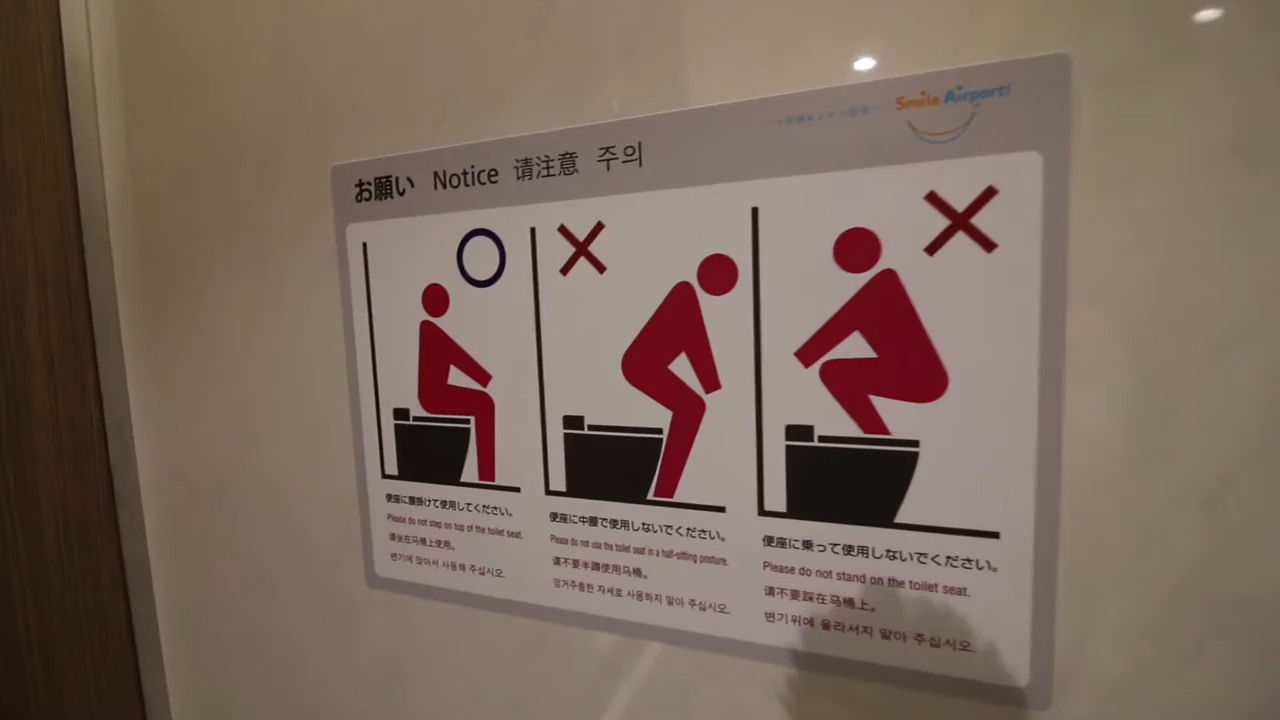 Smile Airport!
お願い Notice 请注意 주의
便座に腰掛けて使用してください。
Please do not step on top of the toilet seat.
请坐在马桶上使用。
변기에 앉아서 사용해 주십시오.
便座に中腰で使用しないでください。
Please do not use the toilet seat in a half-sitting posture.
请不要半蹲使用马桶。
엉거주춤한 자세로 사용하지 말아 주십시오.
便座に乗って使用しないでください。
Please do not stand on the toilet seat.
请不要踩在马桶上。
변기위에 올라서지 말아 주십시오.